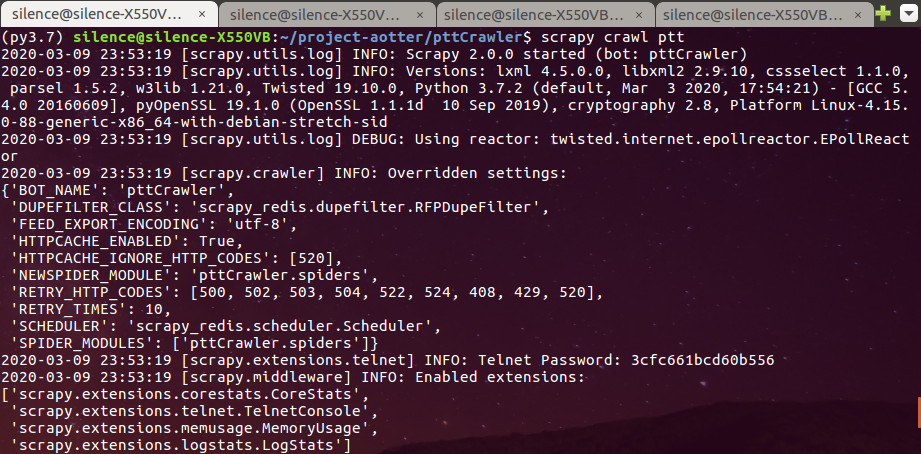 silence@silence-X550V... × silence@silence-X550V... × silence@silence-X550VB... × silence@silence-X550VB... ×
(py3.7) silence@silence-X550VB:~/project-aotter/pttCrawler$ scrapy crawl ptt
2020-03-09 23:53:19 [scrapy.utils.log] INFO: Scrapy 2.0.0 started (bot: pttCrawler)
2020-03-09 23:53:19 [scrapy.utils.log] INFO: Versions: lxml 4.5.0.0, libxml2 2.9.10, cssselect 1.1.0,
 parsel 1.5.2, w3lib 1.21.0, Twisted 19.10.0, Python 3.7.2 (default, Mar  3 2020, 17:54:21) - [GCC 5.
4.0 20160609], pyOpenSSL 19.1.0 (OpenSSL 1.1.1d  10 Sep 2019), cryptography 2.8, Platform Linux-4.15.
0-88-generic-x86_64-with-debian-stretch-sid
2020-03-09 23:53:19 [scrapy.utils.log] DEBUG: Using reactor: twisted.internet.epollreactor.EPollReact
or
2020-03-09 23:53:19 [scrapy.crawler] INFO: Overridden settings:
{'BOT_NAME': 'pttCrawler',
 'DUPEFILTER_CLASS': 'scrapy_redis.dupefilter.RFPDupeFilter',
 'FEED_EXPORT_ENCODING': 'utf-8',
 'HTTPCACHE_ENABLED': True,
 'HTTPCACHE_IGNORE_HTTP_CODES': [520],
 'NEWSPIDER_MODULE': 'pttCrawler.spiders',
 'RETRY_HTTP_CODES': [500, 502, 503, 504, 522, 524, 408, 429, 520],
 'RETRY_TIMES': 10,
 'SCHEDULER': 'scrapy_redis.scheduler.Scheduler',
 'SPIDER_MODULES': ['pttCrawler.spiders']}
2020-03-09 23:53:19 [scrapy.extensions.telnet] INFO: Telnet Password: 3cfc661bcd60b556
2020-03-09 23:53:19 [scrapy.middleware] INFO: Enabled extensions:
['scrapy.extensions.corestats.CoreStats',
 'scrapy.extensions.telnet.TelnetConsole',
 'scrapy.extensions.memusage.MemoryUsage',
 'scrapy.extensions.logstats.LogStats']